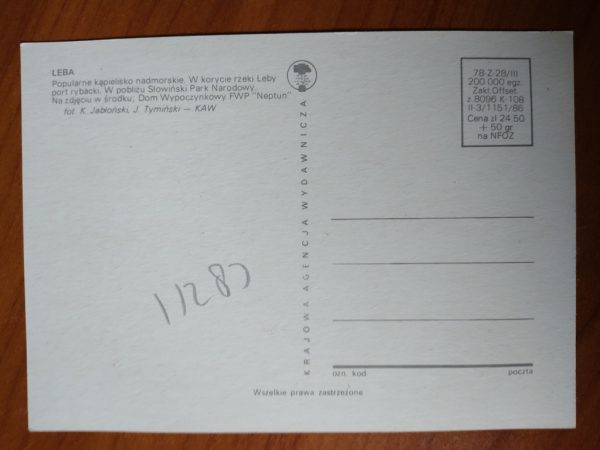 ŁEBA
Popularne kąpielisko nadmorskie. W korycie rzeki Łeby
port rybacki. W pobliżu Słowiński Park Narodowy.
Na zdjęciu w środku: Dom Wypoczynkowy FWP "Neptun"
fot. K. Jabłoński, J. Tymiński — KAW
KRAJOWA AGENCJA WYDAWNICZA
78-Z-28/III
200 000 egz.
Zakł. Offset.
z. 8096 K-108
II-3/1151/86
Cena zł 24.50
+ 50 gr
na NFOZ
ozn. kod
poczta
Wszelkie prawa zastrzeżone